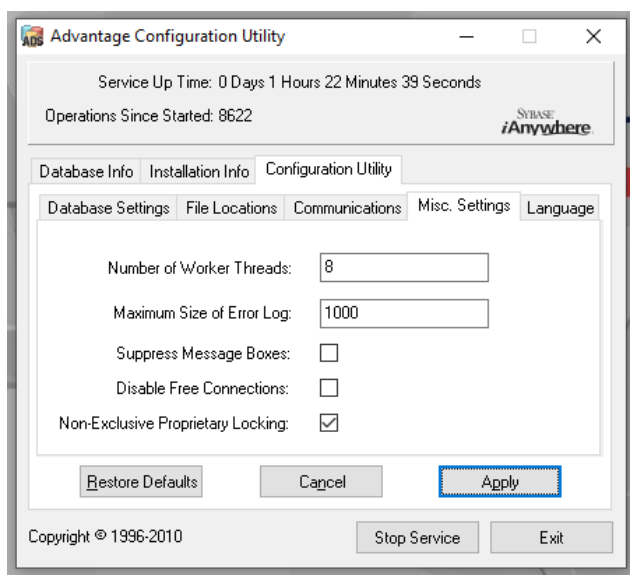 ADS Advantage Configuration Utility
Service Up Time: 0 Days 1 Hours 22 Minutes 39 Seconds
Operations Since Started: 8622
SYBASE
iAnywhere
Database Info Installation Info Configuration Utility
Database Settings File Locations Communications Misc. Settings Language
Number of Worker Threads: 8
Maximum Size of Error Log: 1000
Suppress Message Boxes:
Disable Free Connections:
Non-Exclusive Proprietary Locking:
Restore Defaults Cancel Apply
Copyright © 1996-2010 Stop Service Exit